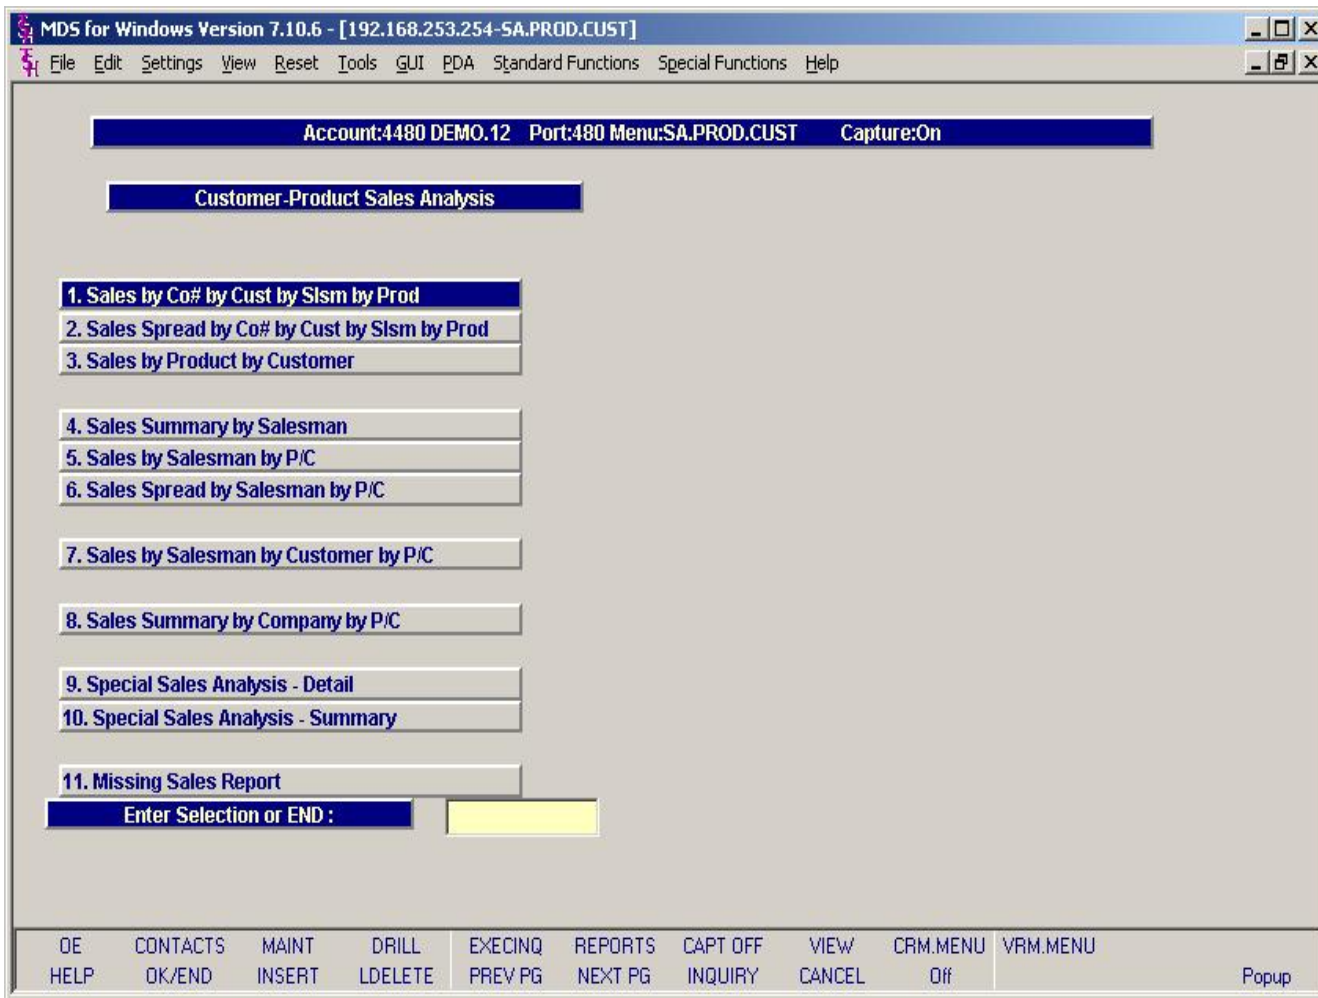 MDS for Windows Version 7.10.6 - [192.168.253.254-SA.PROD.CUST]
File Edit Settings View Reset Tools GUI PDA Standard Functions Special Functions Help
Account:4480 DEMO.12 Port:480 Menu:SA.PROD.CUST Capture:On
Customer-Product Sales Analysis
1. Sales by Co# by Cust by Slsm by Prod
2. Sales Spread by Co# by Cust by Slsm by Prod
3. Sales by Product by Customer
4. Sales Summary by Salesman
5. Sales by Salesman by P/C
6. Sales Spread by Salesman by P/C
7. Sales by Salesman by Customer by P/C
8. Sales Summary by Company by P/C
9. Special Sales Analysis - Detail
10. Special Sales Analysis - Summary
11. Missing Sales Report
Enter Selection or END :
OE CONTACTS MAINT DRILL EXECINQ REPORTS CAPT OFF VIEW CRM.MENU VRM.MENU
HELP OK/END INSERT LDELETE PREV PG NEXT PG INQUIRY CANCEL Off Popup